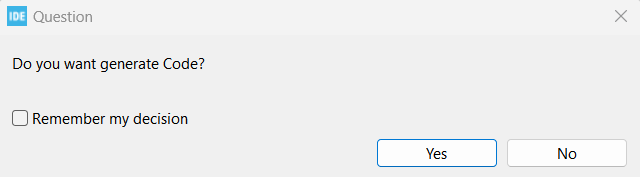 IDE Question
Do you want generate Code?
Remember my decision
Yes No